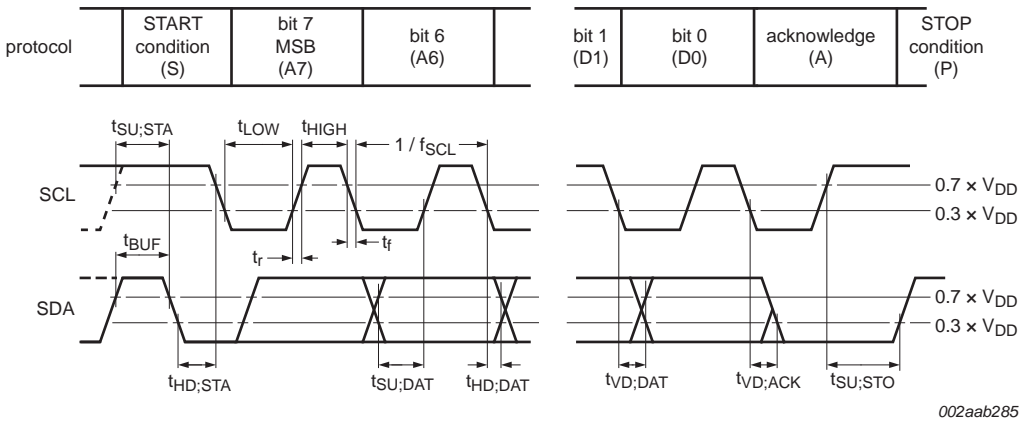 protocol
START
condition
(S)
bit 7
MSB
(A7)
bit 6
(A6)
bit 1
(D1)
bit 0
(D0)
acknowledge
(A)
STOP
condition
(P)
tSU;STA
tLOW
tHIGH
1 / fSCL
SCL
0.7 × VDD
0.3 × VDD
tBUF
tr
tf
SDA
0.7 × VDD
0.3 × VDD
tHD;STA
tSU;DAT
tHD;DAT
tVD;DAT
tVD;ACK
tSU;STO
002aab285